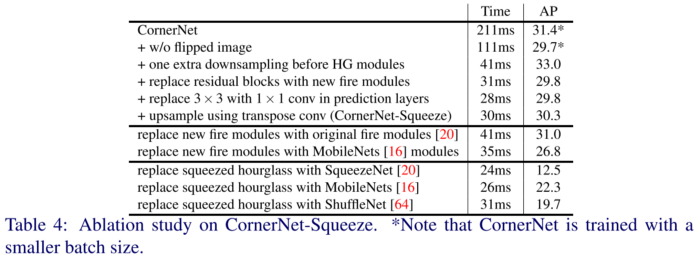 Time AP
CornerNet 211ms 31.4*
+ w/o flipped image 111ms 29.7*
+ one extra downsampling before HG modules 41ms 33.0
+ replace residual blocks with new fire modules 31ms 29.8
+ replace 3 × 3 with 1 × 1 conv in prediction layers 28ms 29.8
+ upsample using transpose conv (CornerNet-Squeeze) 30ms 30.3
replace new fire modules with original fire modules [20] 41ms 31.0
replace new fire modules with MobileNets [16] modules 35ms 26.8
replace squeezed hourglass with SqueezeNet [20] 24ms 12.5
replace squeezed hourglass with MobileNets [16] 26ms 22.3
replace squeezed hourglass with ShuffleNet [64] 31ms 19.7
Table 4: Ablation study on CornerNet-Squeeze. *Note that CornerNet is trained with a
smaller batch size.